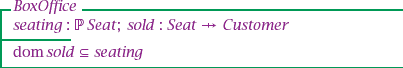 BoxOffice
seating : ℙ Seat; sold : Seat ⇸ Customer
dom sold ⊆ seating